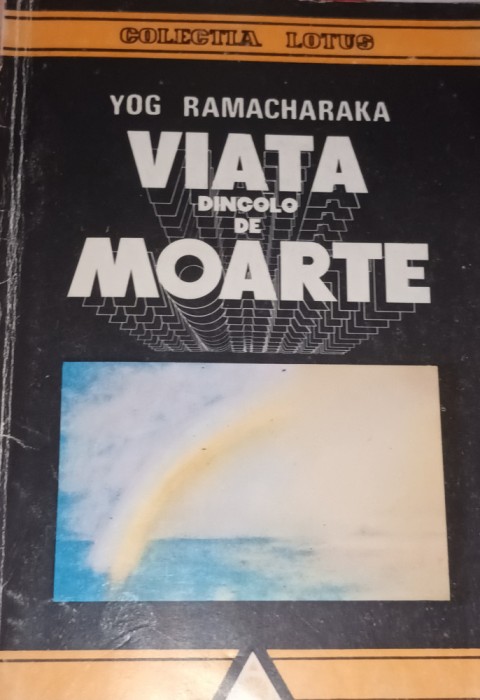 COLECTIA LOTUS
YOG RAMACHARAKA
VIATA
DINCOLO
DE
MOARTE